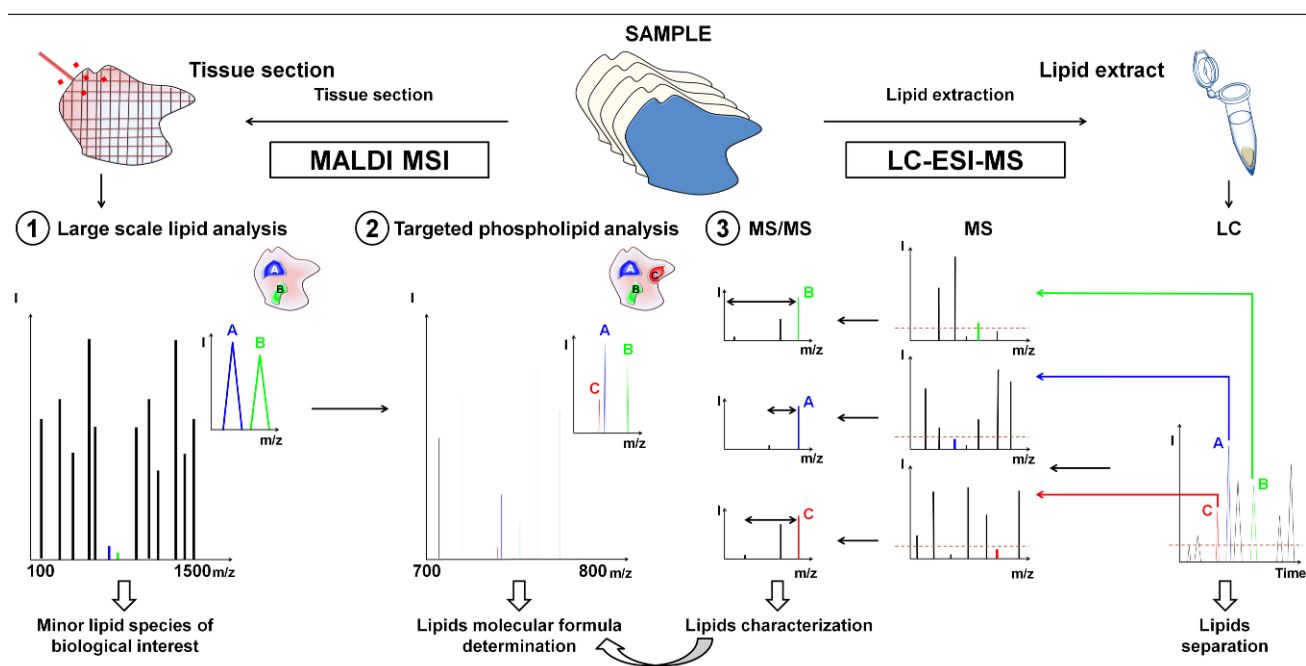 SAMPLE
Tissue section
Tissue section
Lipid extraction
Lipid extract
MALDI MSI
LC-ESI-MS
1 Large scale lipid analysis
2 Targeted phospholipid analysis
3 MS/MS
MS
LC
A
B
I
I
A
B
m/z
100
1500 m/z
A
B
C
I
I
A
B
C
m/z
700
800 m/z
I
B
m/z
I
A
m/z
I
C
m/z
I
m/z
I
m/z
I
m/z
I
A
B
C
Time
Minor lipid species of
biological interest
Lipids molecular formula
determination
Lipids characterization
Lipids
separation